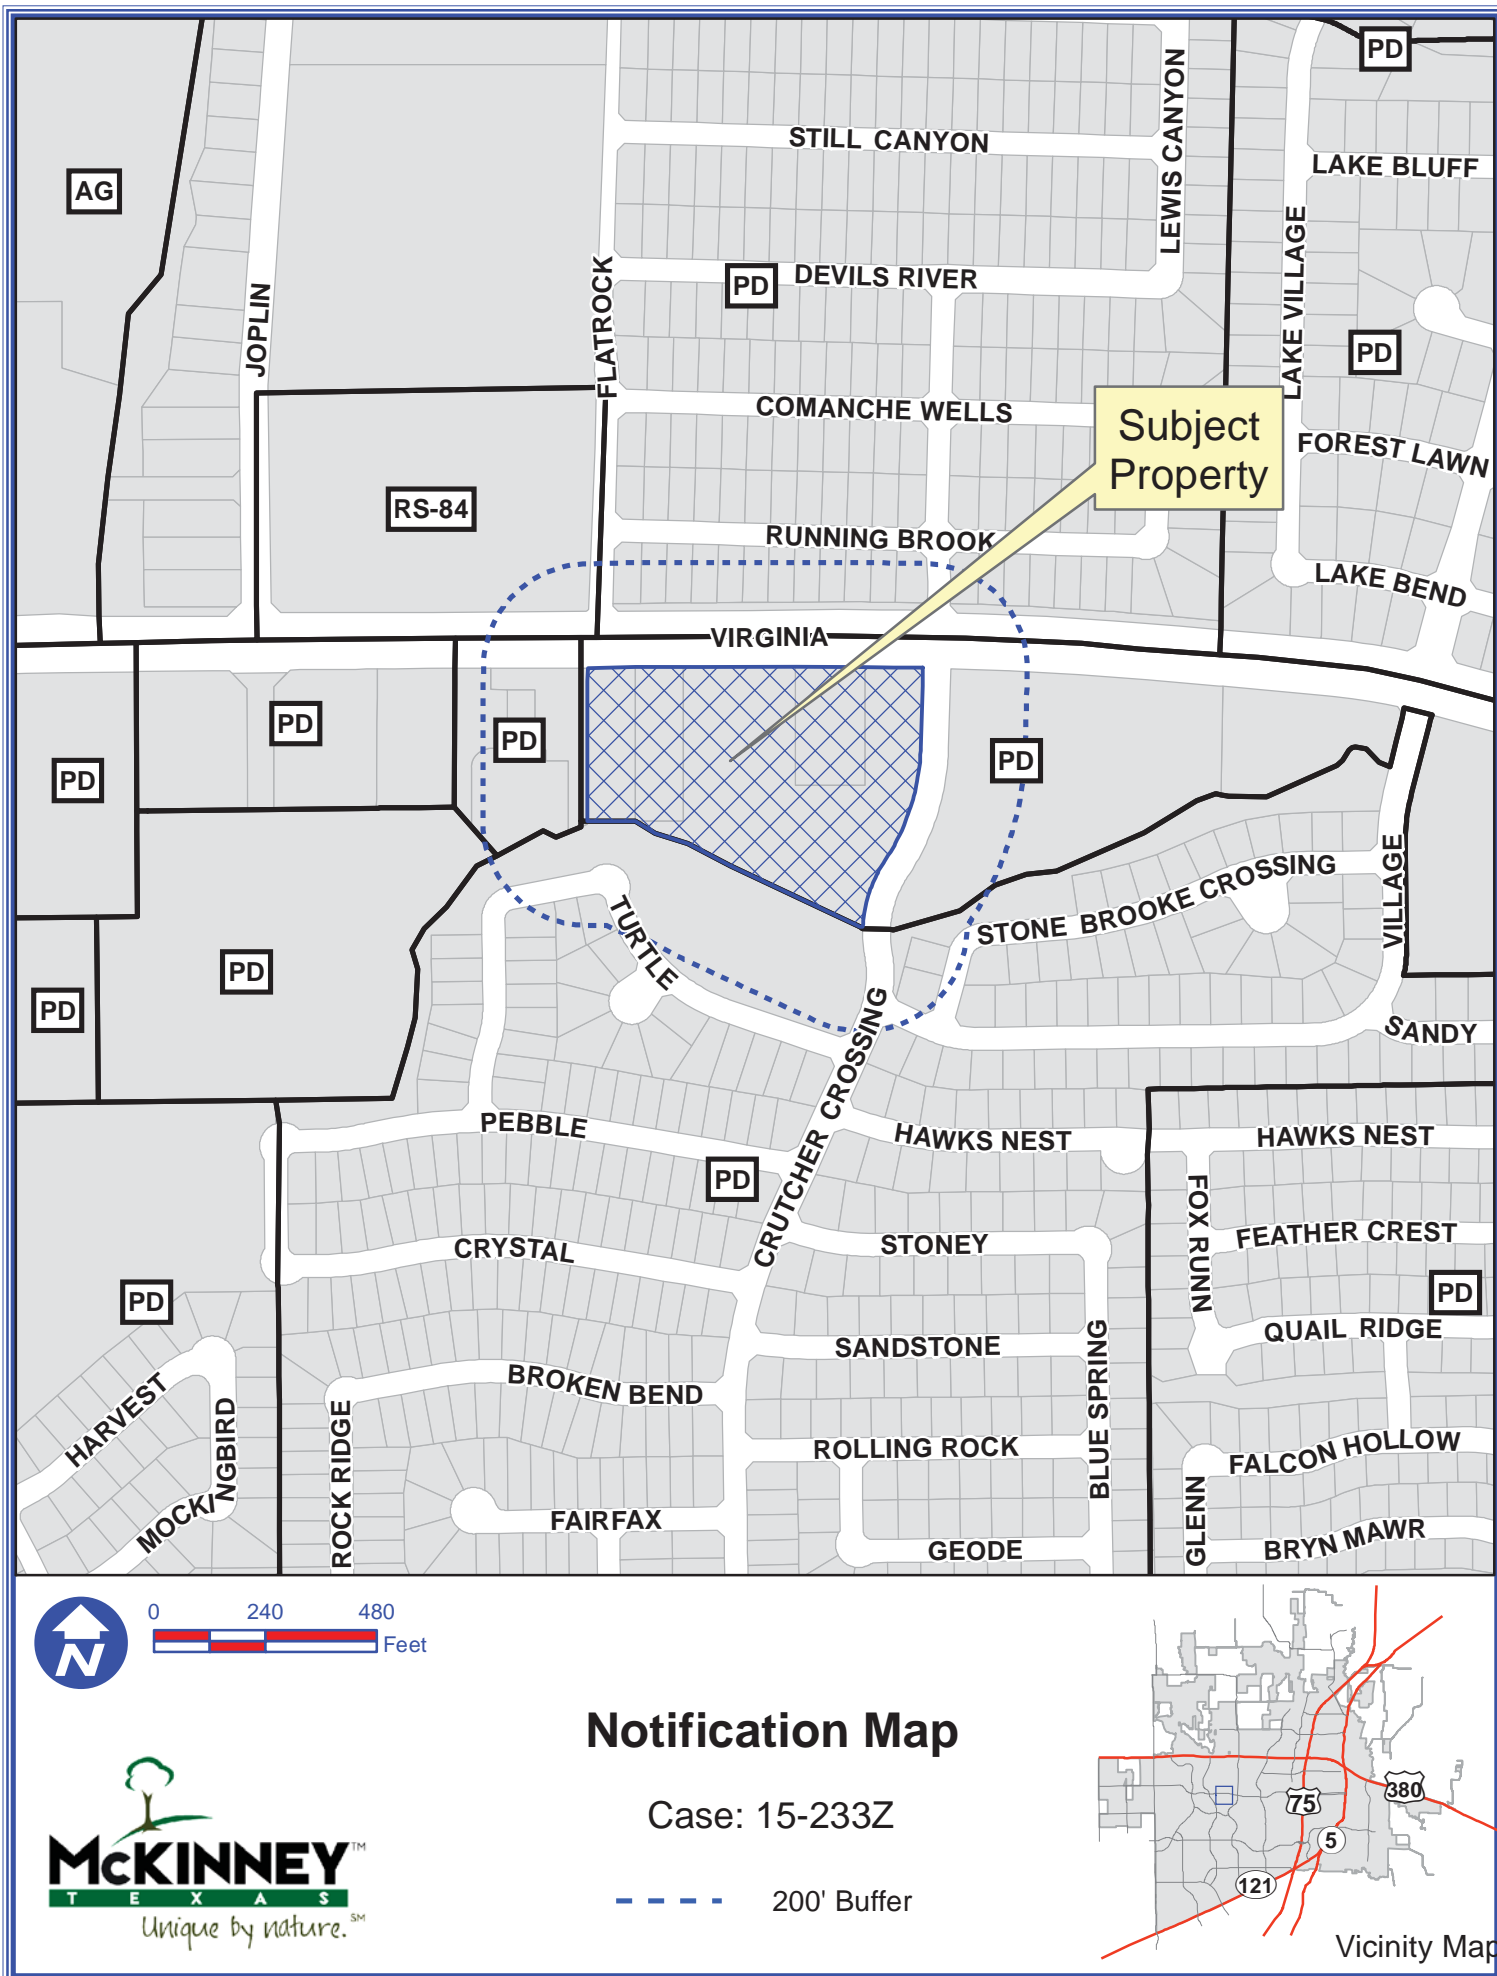 PD
STILL CANYON
LEWIS CANYON
LAKE BLUFF
AG
LAKE VILLAGE
JOPLIN
FLATROCK
PD
DEVILS RIVER
PD
COMANCHE WELLS
Subject
Property
FOREST LAWN
RS-84
RUNNING BROOK
LAKE BEND
VIRGINIA
PD
PD
PD
PD
PD
VILLAGE
STONE BROOKE CROSSING
TURTLE
PD
PD
CRUTCHER CROSSING
SANDY
PEBBLE
HAWKS NEST
HAWKS NEST
PD
FOX RUNN
CRYSTAL
STONEY
FEATHER CREST
PD
PD
QUAIL RIDGE
SANDSTONE
BLUE SPRING
BROKEN BEND
HARVEST
MOCKINGBIRD
ROCK RIDGE
ROLLING ROCK
FALCON HOLLOW
GLENN
FAIRFAX
GEODE
BRYN MAWR
N
0 240 480
Feet
Notification Map
Case: 15-233Z
200' Buffer
McKINNEY™
TEXAS
Unique by nature.℠
75
380
5
121
Vicinity Map